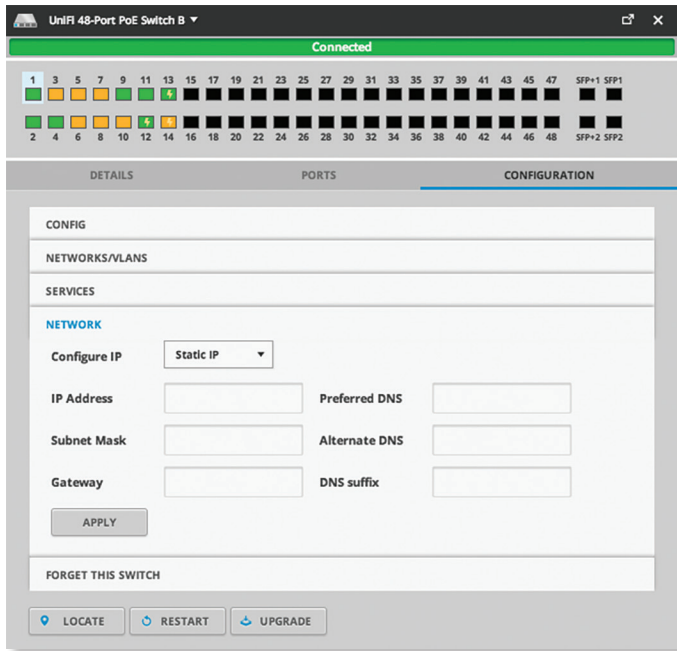 UniFi 48-Port PoE Switch B
Connected
1 3 5 7 9 11 13 15 17 19 21 23 25 27 29 31 33 35 37 39 41 43 45 47 SFP+1 SFP1
2 4 6 8 10 12 14 16 18 20 22 24 26 28 30 32 34 36 38 40 42 44 46 48 SFP+2 SFP2
DETAILS PORTS CONFIGURATION
CONFIG
NETWORKS/VLANS
SERVICES
NETWORK
Configure IP Static IP
IP Address Preferred DNS
Subnet Mask Alternate DNS
Gateway DNS suffix
APPLY
FORGET THIS SWITCH
LOCATE RESTART UPGRADE